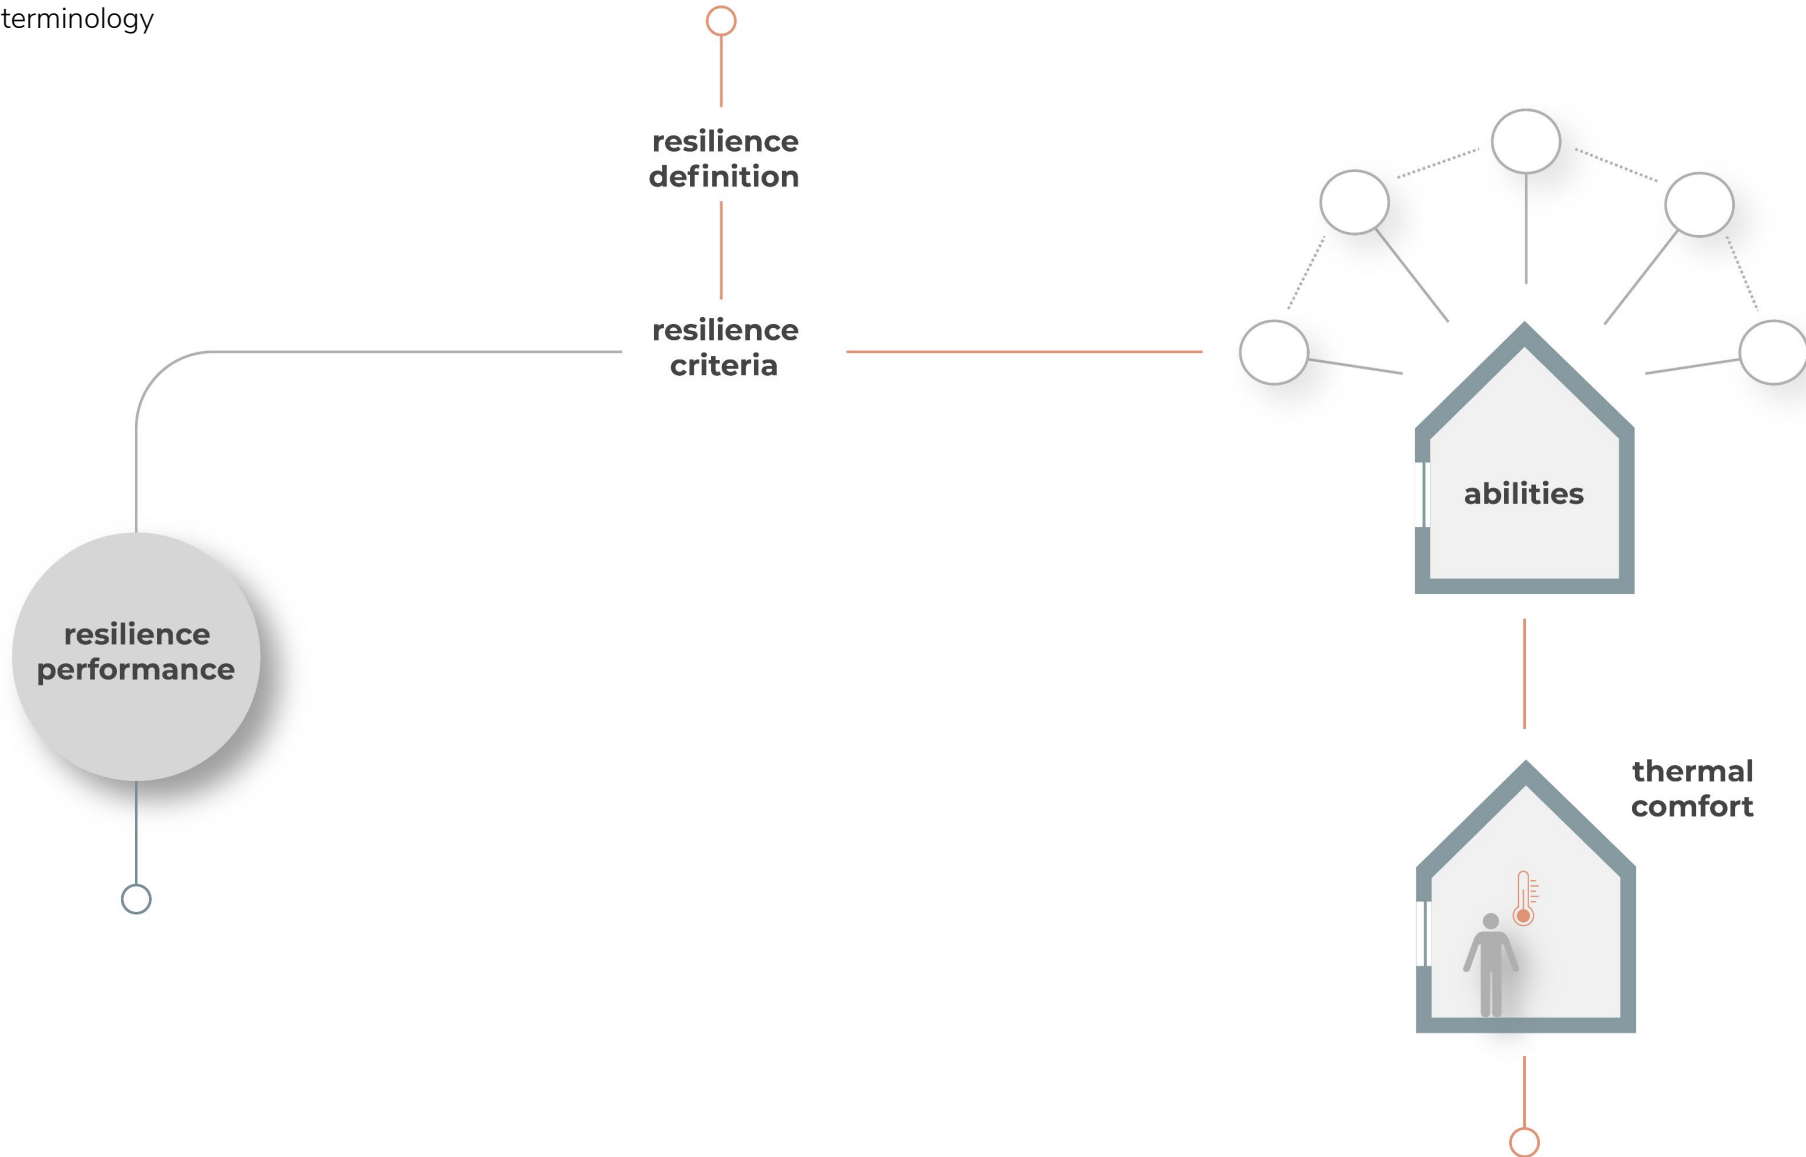 terminology
resilience
definition
resilience
criteria
abilities
resilience
performance
thermal
comfort